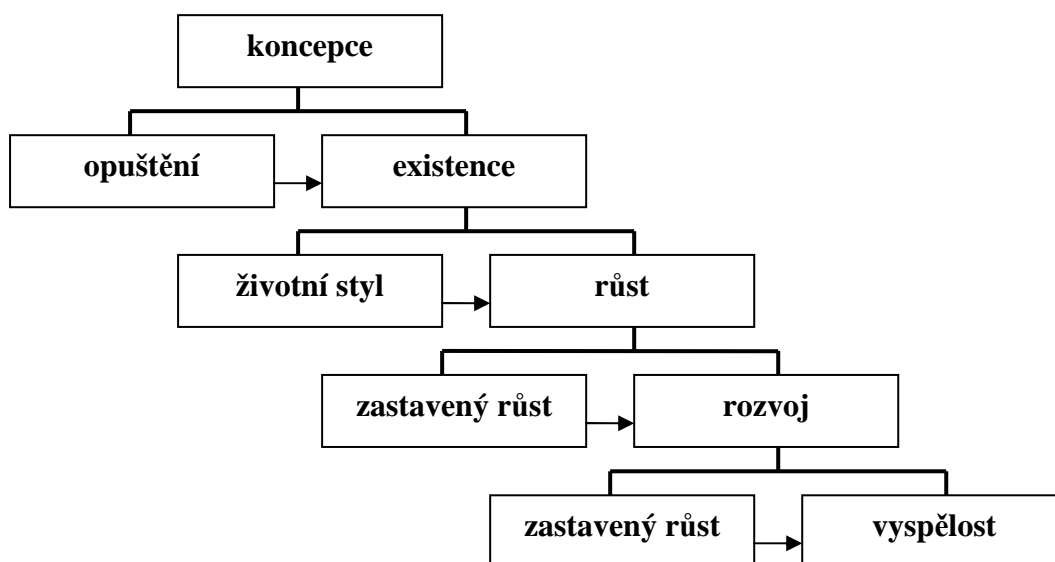 koncepce
opuštění
existence
životní styl
růst
zastavený růst
rozvoj
zastavený růst
vyspělost